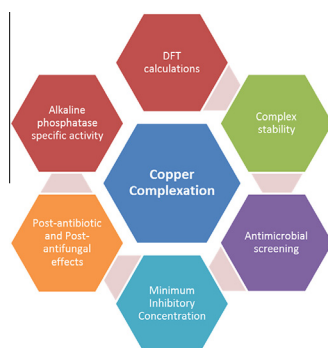 DFT
calculations
Alkaline
phosphatase
specific activity
Complex
stability
Copper
Complexation
Post-antibiotic
and Post-
antifungal
effects
Antimicrobial
screening
Minimum
Inhibitory
Concentration